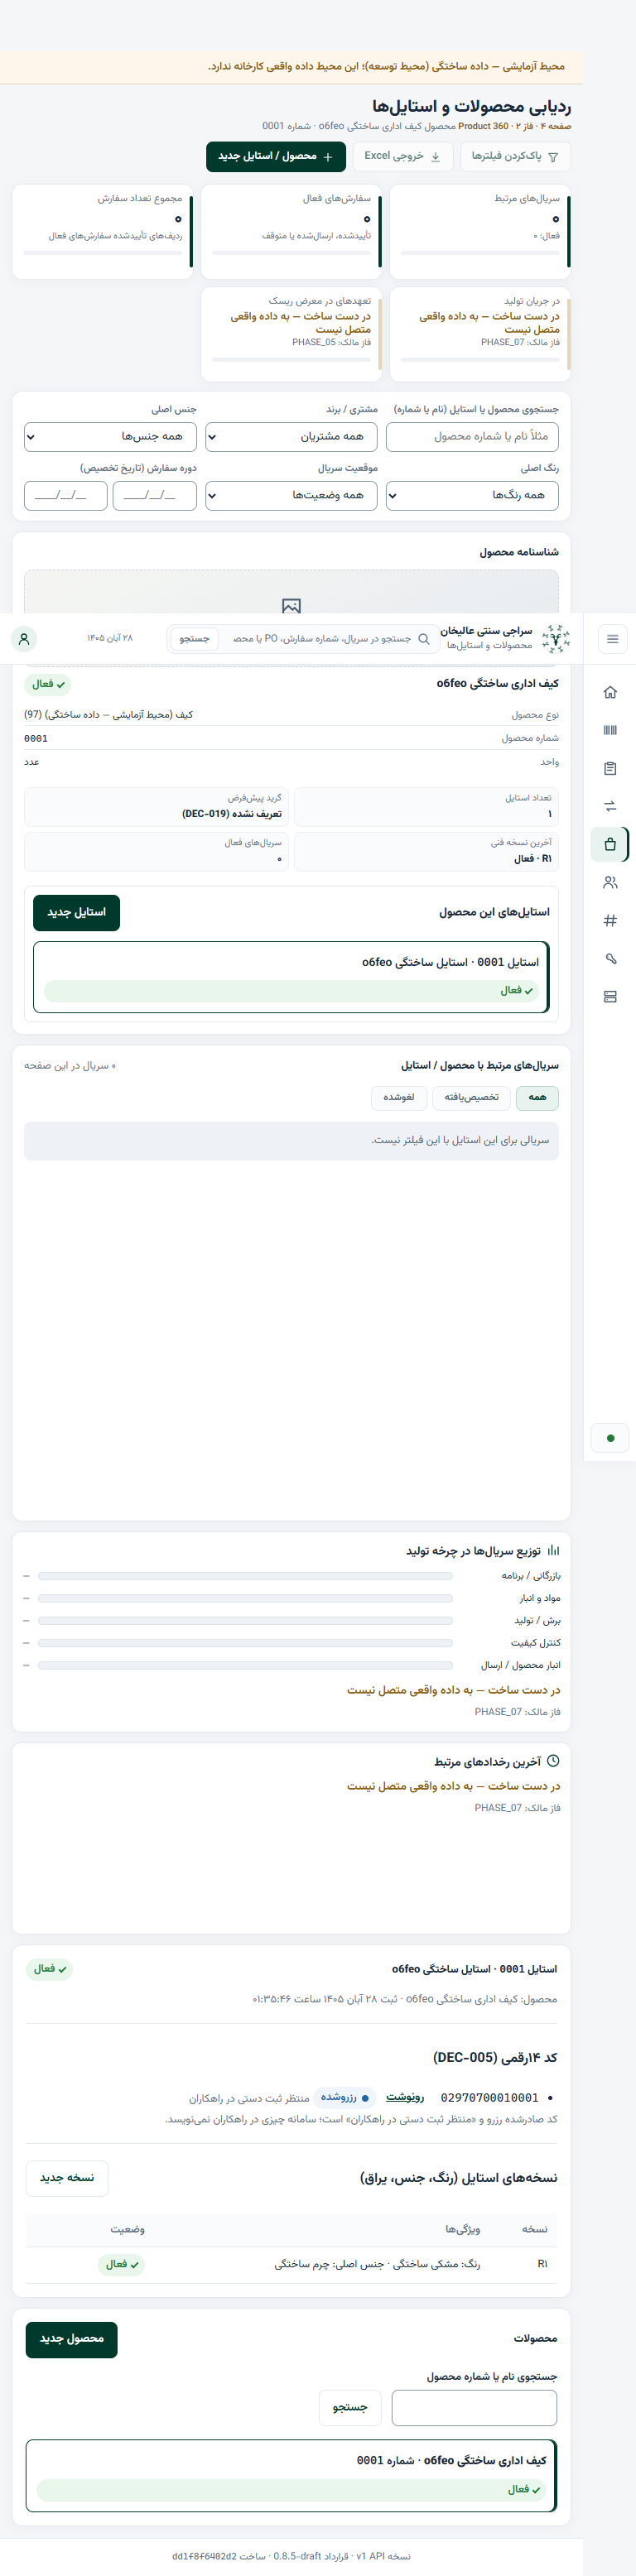 محیط آزمایشی — داده ساختگی (محیط توسعه)؛ این محیط داده واقعی کارخانه ندارد.
ردیابی محصولات و استایل‌ها
صفحه ۴ · فاز ۲ · Product 360 محصول کیف اداری ساختگی o6feo · شماره 0001
پاک‌کردن فیلترها
خروجی Excel
محصول / استایل جدید
سریال‌های مرتبط
۰
فعال: ۰
سفارش‌های فعال
۰
تأییدشده، ارسال‌شده یا متوقف
مجموع تعداد سفارش
۰
ردیف‌های تأییدشده سفارش‌های فعال
در جریان تولید
در دست ساخت — به داده واقعی متصل نیست
فاز مالک: PHASE_07
تعهدهای در معرض ریسک
در دست ساخت — به داده واقعی متصل نیست
فاز مالک: PHASE_05
جستجوی محصول یا استایل (نام یا شماره)
مثلاً نام یا شماره محصول
مشتری / برند
همه مشتریان
جنس اصلی
همه جنس‌ها
رنگ اصلی
همه رنگ‌ها
موقعیت سریال
همه وضعیت‌ها
دوره سفارش (تاریخ تخصیص)
__/__/____
__/__/____
شناسنامه محصول
سراجی سنتی عالیخان
محصولات و استایل‌ها
جستجو در سریال، شماره سفارش، PO یا محص
جستجو
۲۸ آبان ۱۴۰۵
کیف اداری ساختگی o6feo
فعال
نوع محصول
کیف (محیط آزمایشی — داده ساختگی) (97)
شماره محصول
0001
واحد
عدد
تعداد استایل
۱
گرید پیش‌فرض
تعریف نشده (DEC-019)
آخرین نسخه فنی
R۱ · فعال
سریال‌های فعال
۰
استایل‌های این محصول
استایل جدید
استایل 0001 · استایل ساختگی o6feo
فعال
سریال‌های مرتبط با محصول / استایل
۰ سریال در این صفحه
همه
تخصیص‌یافته
لغوشده
سریالی برای این استایل با این فیلتر نیست.
توزیع سریال‌ها در چرخه تولید
بازرگانی / برنامه
—
مواد و انبار
—
برش / تولید
—
کنترل کیفیت
—
انبار محصول / ارسال
—
در دست ساخت — به داده واقعی متصل نیست
فاز مالک: PHASE_07
آخرین رخدادهای مرتبط
در دست ساخت — به داده واقعی متصل نیست
فاز مالک: PHASE_07
استایل 0001 · استایل ساختگی o6feo
فعال
محصول: کیف اداری ساختگی o6feo · ثبت ۲۸ آبان ۱۴۰۵ ساعت ۰۱:۳۵:۴۶
کد ۱۴رقمی (DEC-005)
02970700010001 رونوشت رزروشده منتظر ثبت دستی در راهکاران
کد صادرشده رزرو و «منتظر ثبت دستی در راهکاران» است؛ سامانه چیزی در راهکاران نمی‌نویسد.
نسخه‌های استایل (رنگ، جنس، یراق)
نسخه جدید
نسخه ویژگی‌ها وضعیت
R۱ رنگ: مشکی ساختگی · جنس اصلی: چرم ساختگی فعال
محصولات
محصول جدید
جستجوی نام یا شماره محصول
جستجو
کیف اداری ساختگی o6feo · شماره 0001
فعال
نسخه API v1 · قرارداد 0.8.5-draft · ساخت dd1f8f6402d2